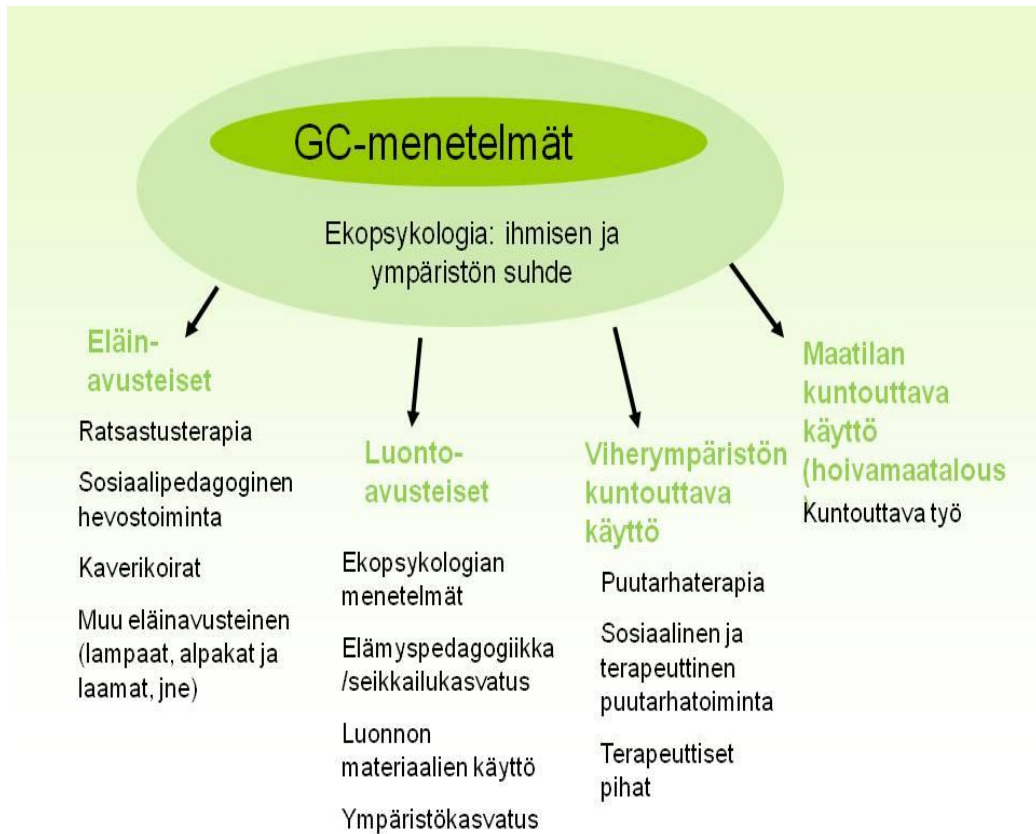 GC-menetelmät
Ekopsykologia: ihmisen ja
ympäristön suhde
Eläin-
avusteiset
Ratsastusterapia
Sosiaalipedagoginen
hevostoiminta
Kaverikoirat
Muu eläinavusteinen
(lampaat, alpakat ja
laamat, jne)
Luonto-
avusteiset
Ekopsykologian
menetelmät
Elämyspedagogiikka
/seikkailukasvatus
Luonnon
materiaalien käyttö
Ympäristökasvatus
Viherympäristön
kuntouttava
käyttö
Puutarhaterapia
Sosiaalinen ja
terapeuttinen
puutarhatoiminta
Terapeuttiset
pihat
Maatilan
kuntouttava
käyttö
(hoivamaatalous
)
Kuntouttava työ